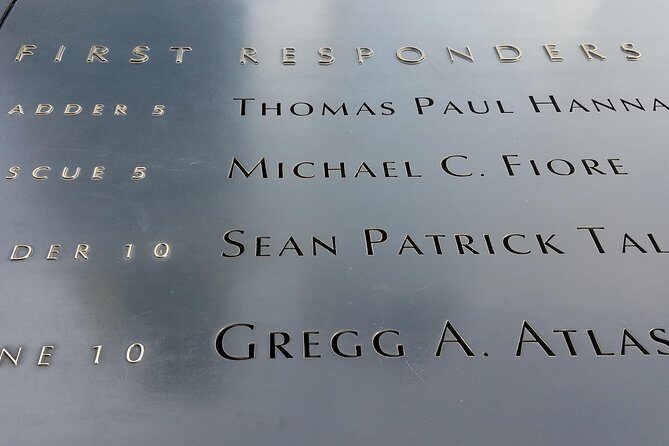 FIRST RESPONDERS
ADDER 5 THOMAS PAUL HANNA
SCUE 5 MICHAEL C. FIORE
DER 10 SEAN PATRICK TAL
NE 10 GREGG A. ATLAS